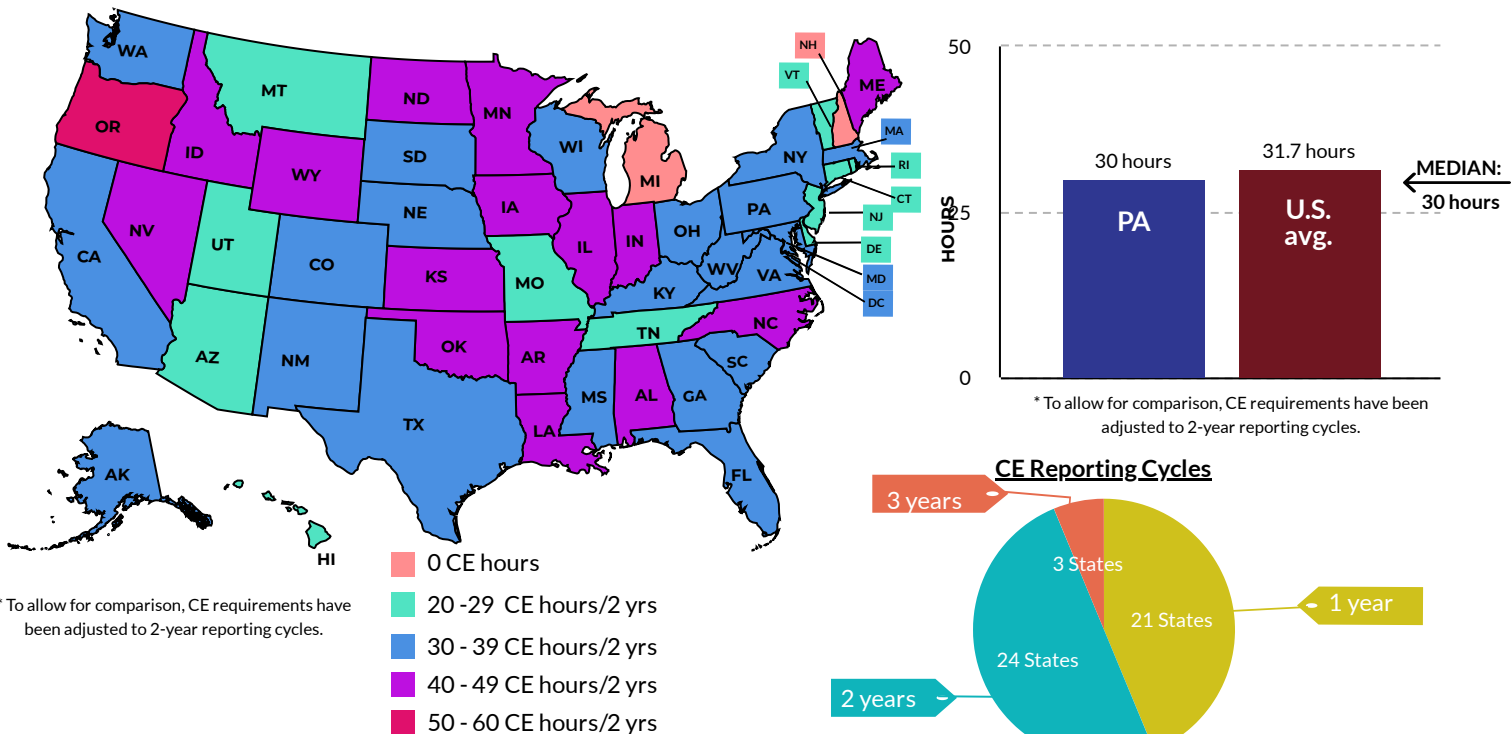 WA
MT
ND
MN
OR
ID
WY
SD
WI
MI
NH
VT
ME
MA
NY
RI
CT
NJ
DE
MD
DC
NV
UT
CA
CO
NE
IA
IL
IN
OH
PA
WV
VA
KS
MO
KY
NC
TN
AZ
NM
OK
AR
SC
MS
AL
GA
TX
LA
FL
AK
HI
* To allow for comparison, CE requirements have
been adjusted to 2-year reporting cycles.
0 CE hours
20 -29 CE hours/2 yrs
30 - 39 CE hours/2 yrs
40 - 49 CE hours/2 yrs
50 - 60 CE hours/2 yrs
50
25
0
HOURS
30 hours
PA
31.7 hours
U.S.
avg.
MEDIAN:
30 hours
* To allow for comparison, CE requirements have been
adjusted to 2-year reporting cycles.
CE Reporting Cycles
3 years
3 States
1 year
21 States
24 States
2 years